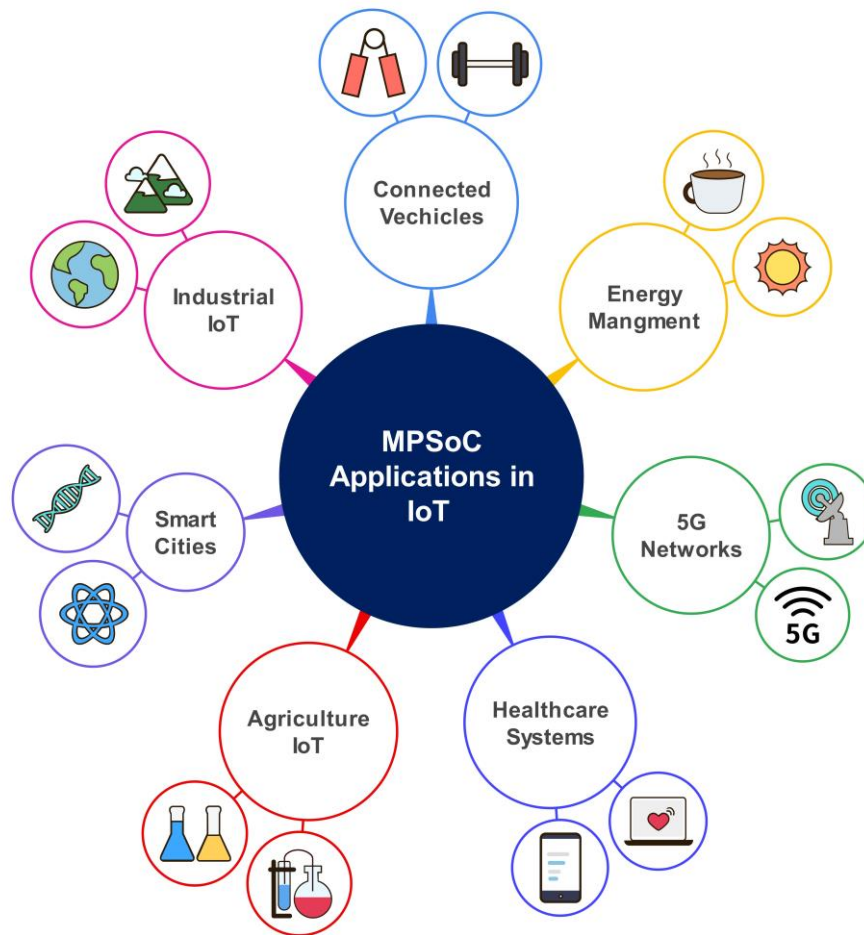 Connected
Vechicles
Industrial
IoT
Energy
Mangment
MPSoC
Applications in
IoT
Smart
Cities
5G
Networks
5G
Agriculture
IoT
Healthcare
Systems